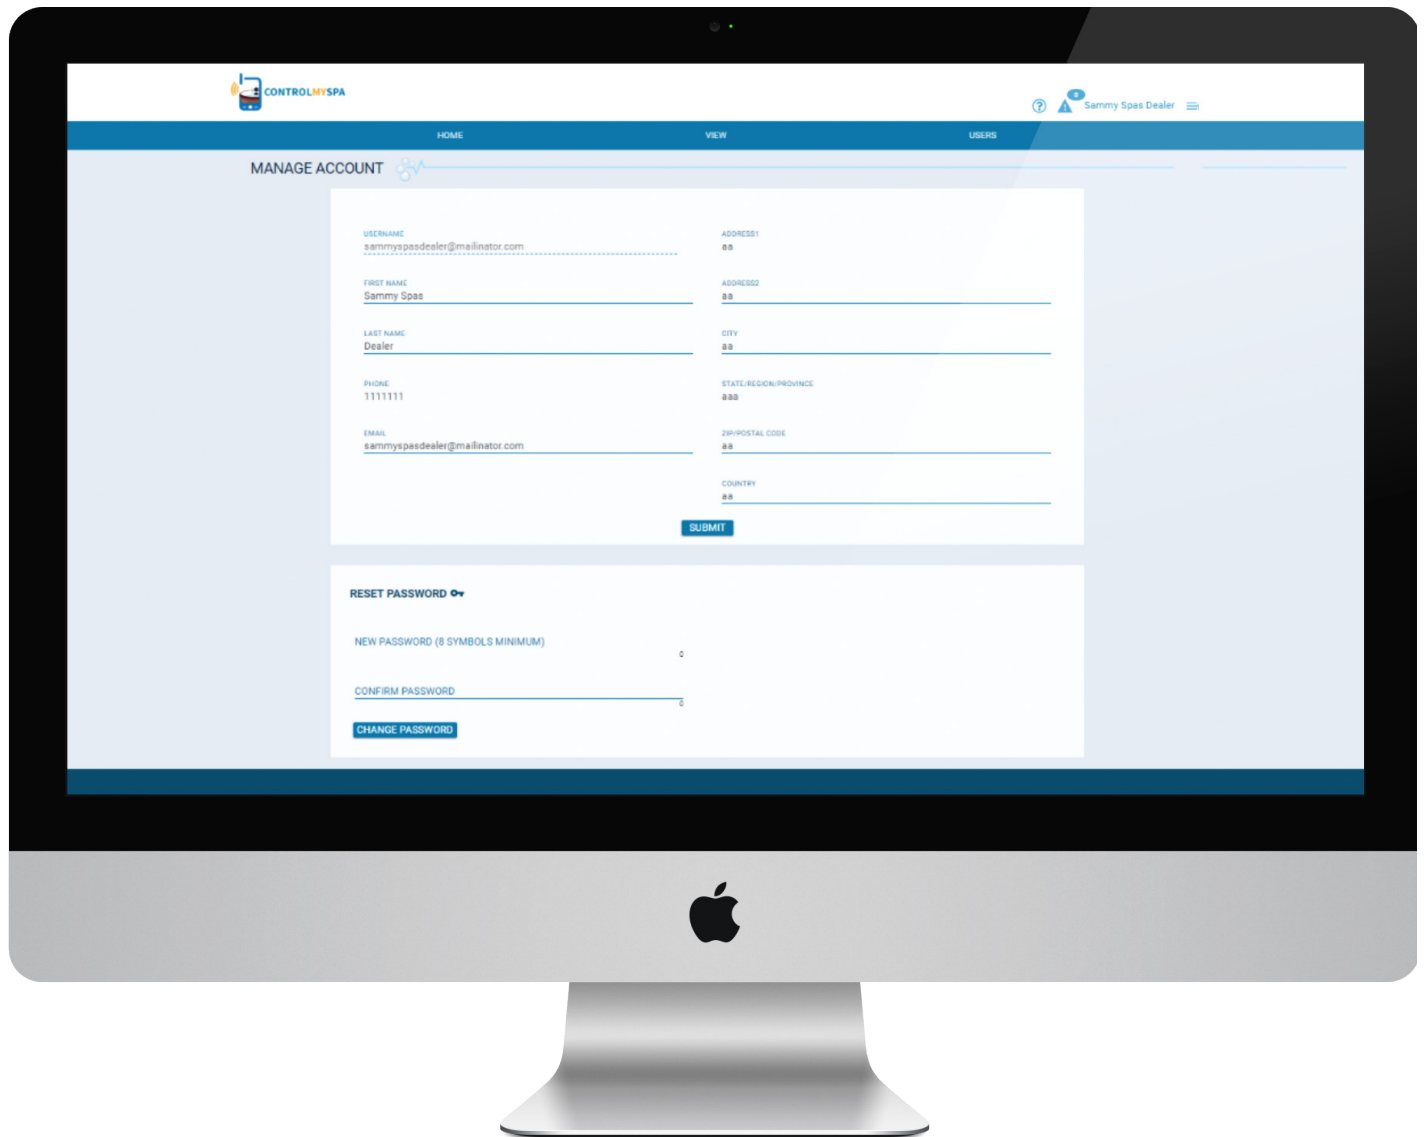 CONTROLMYSPA
Sammy Spas Dealer
HOME VIEW USERS
MANAGE ACCOUNT
USERNAME
sammyspasdealer@mailinator.com
FIRST NAME
Sammy Spas
LAST NAME
Dealer
PHONE
1111111
EMAIL
sammyspasdealer@mailinator.com
ADDRESS1
aa
ADDRESS2
aa
CITY
aa
STATE/REGION/PROVINCE
aaa
ZIP/POSTAL CODE
aa
COUNTRY
aa
SUBMIT
RESET PASSWORD
NEW PASSWORD (8 SYMBOLS MINIMUM)
0
CONFIRM PASSWORD
0
CHANGE PASSWORD